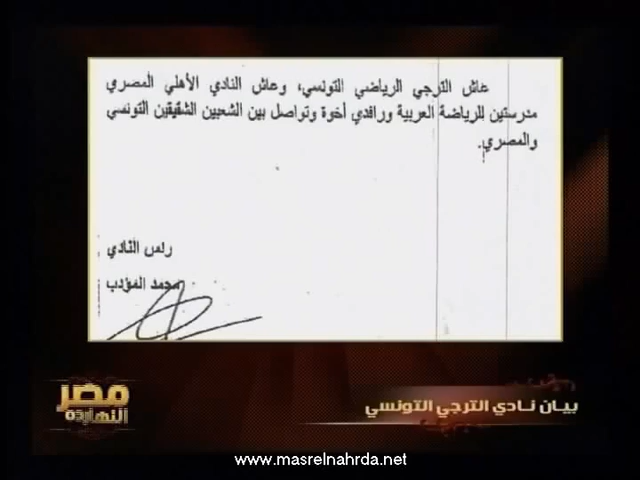 عاش الترجي الرياضي التونسي، وعاش النادي الأهلي المصري
مدرستين للرياضة العربية ورافدي أخوة وتواصل بين الشعبين الشقيقين التونسي
والمصري.
رئيس النادي
محمد المؤدب
مصر
النهارده
بيان نادي الترجي التونسي
www.masrelnahrda.net